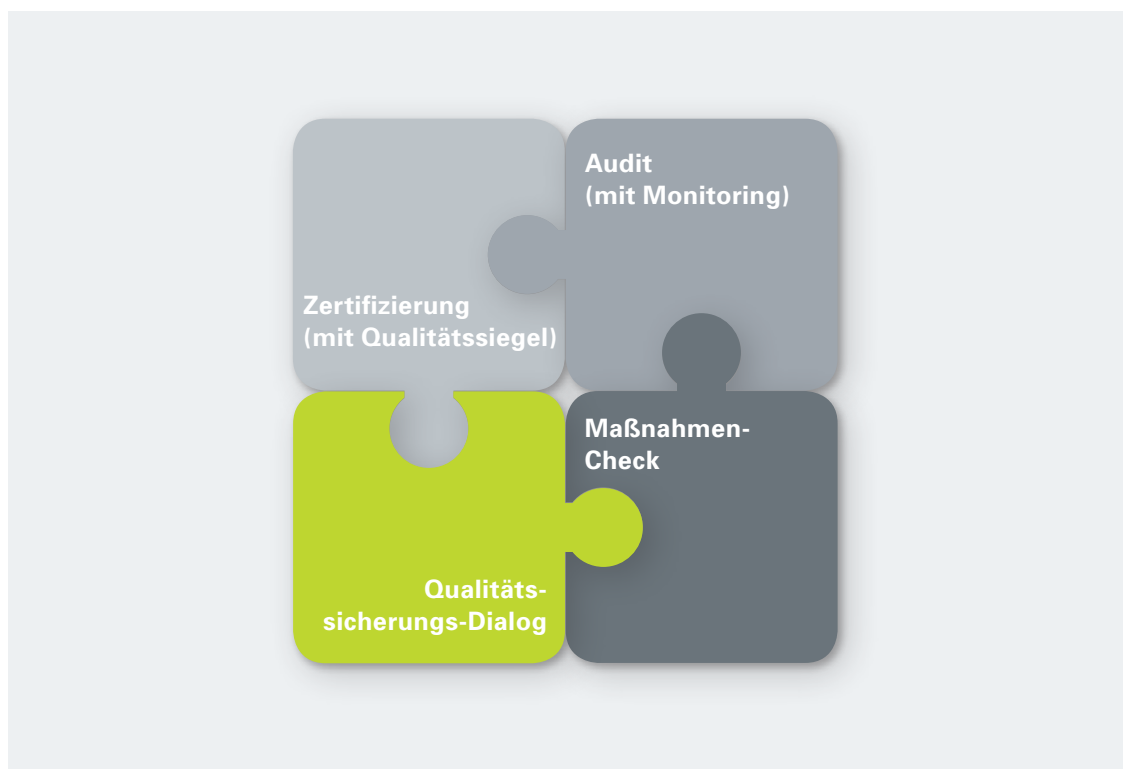 Audit
(mit Monitoring)
Zertifizierung
(mit Qualitätssiegel)
Maßnahmen-
Check
Qualitäts-
sicherungs-Dialog